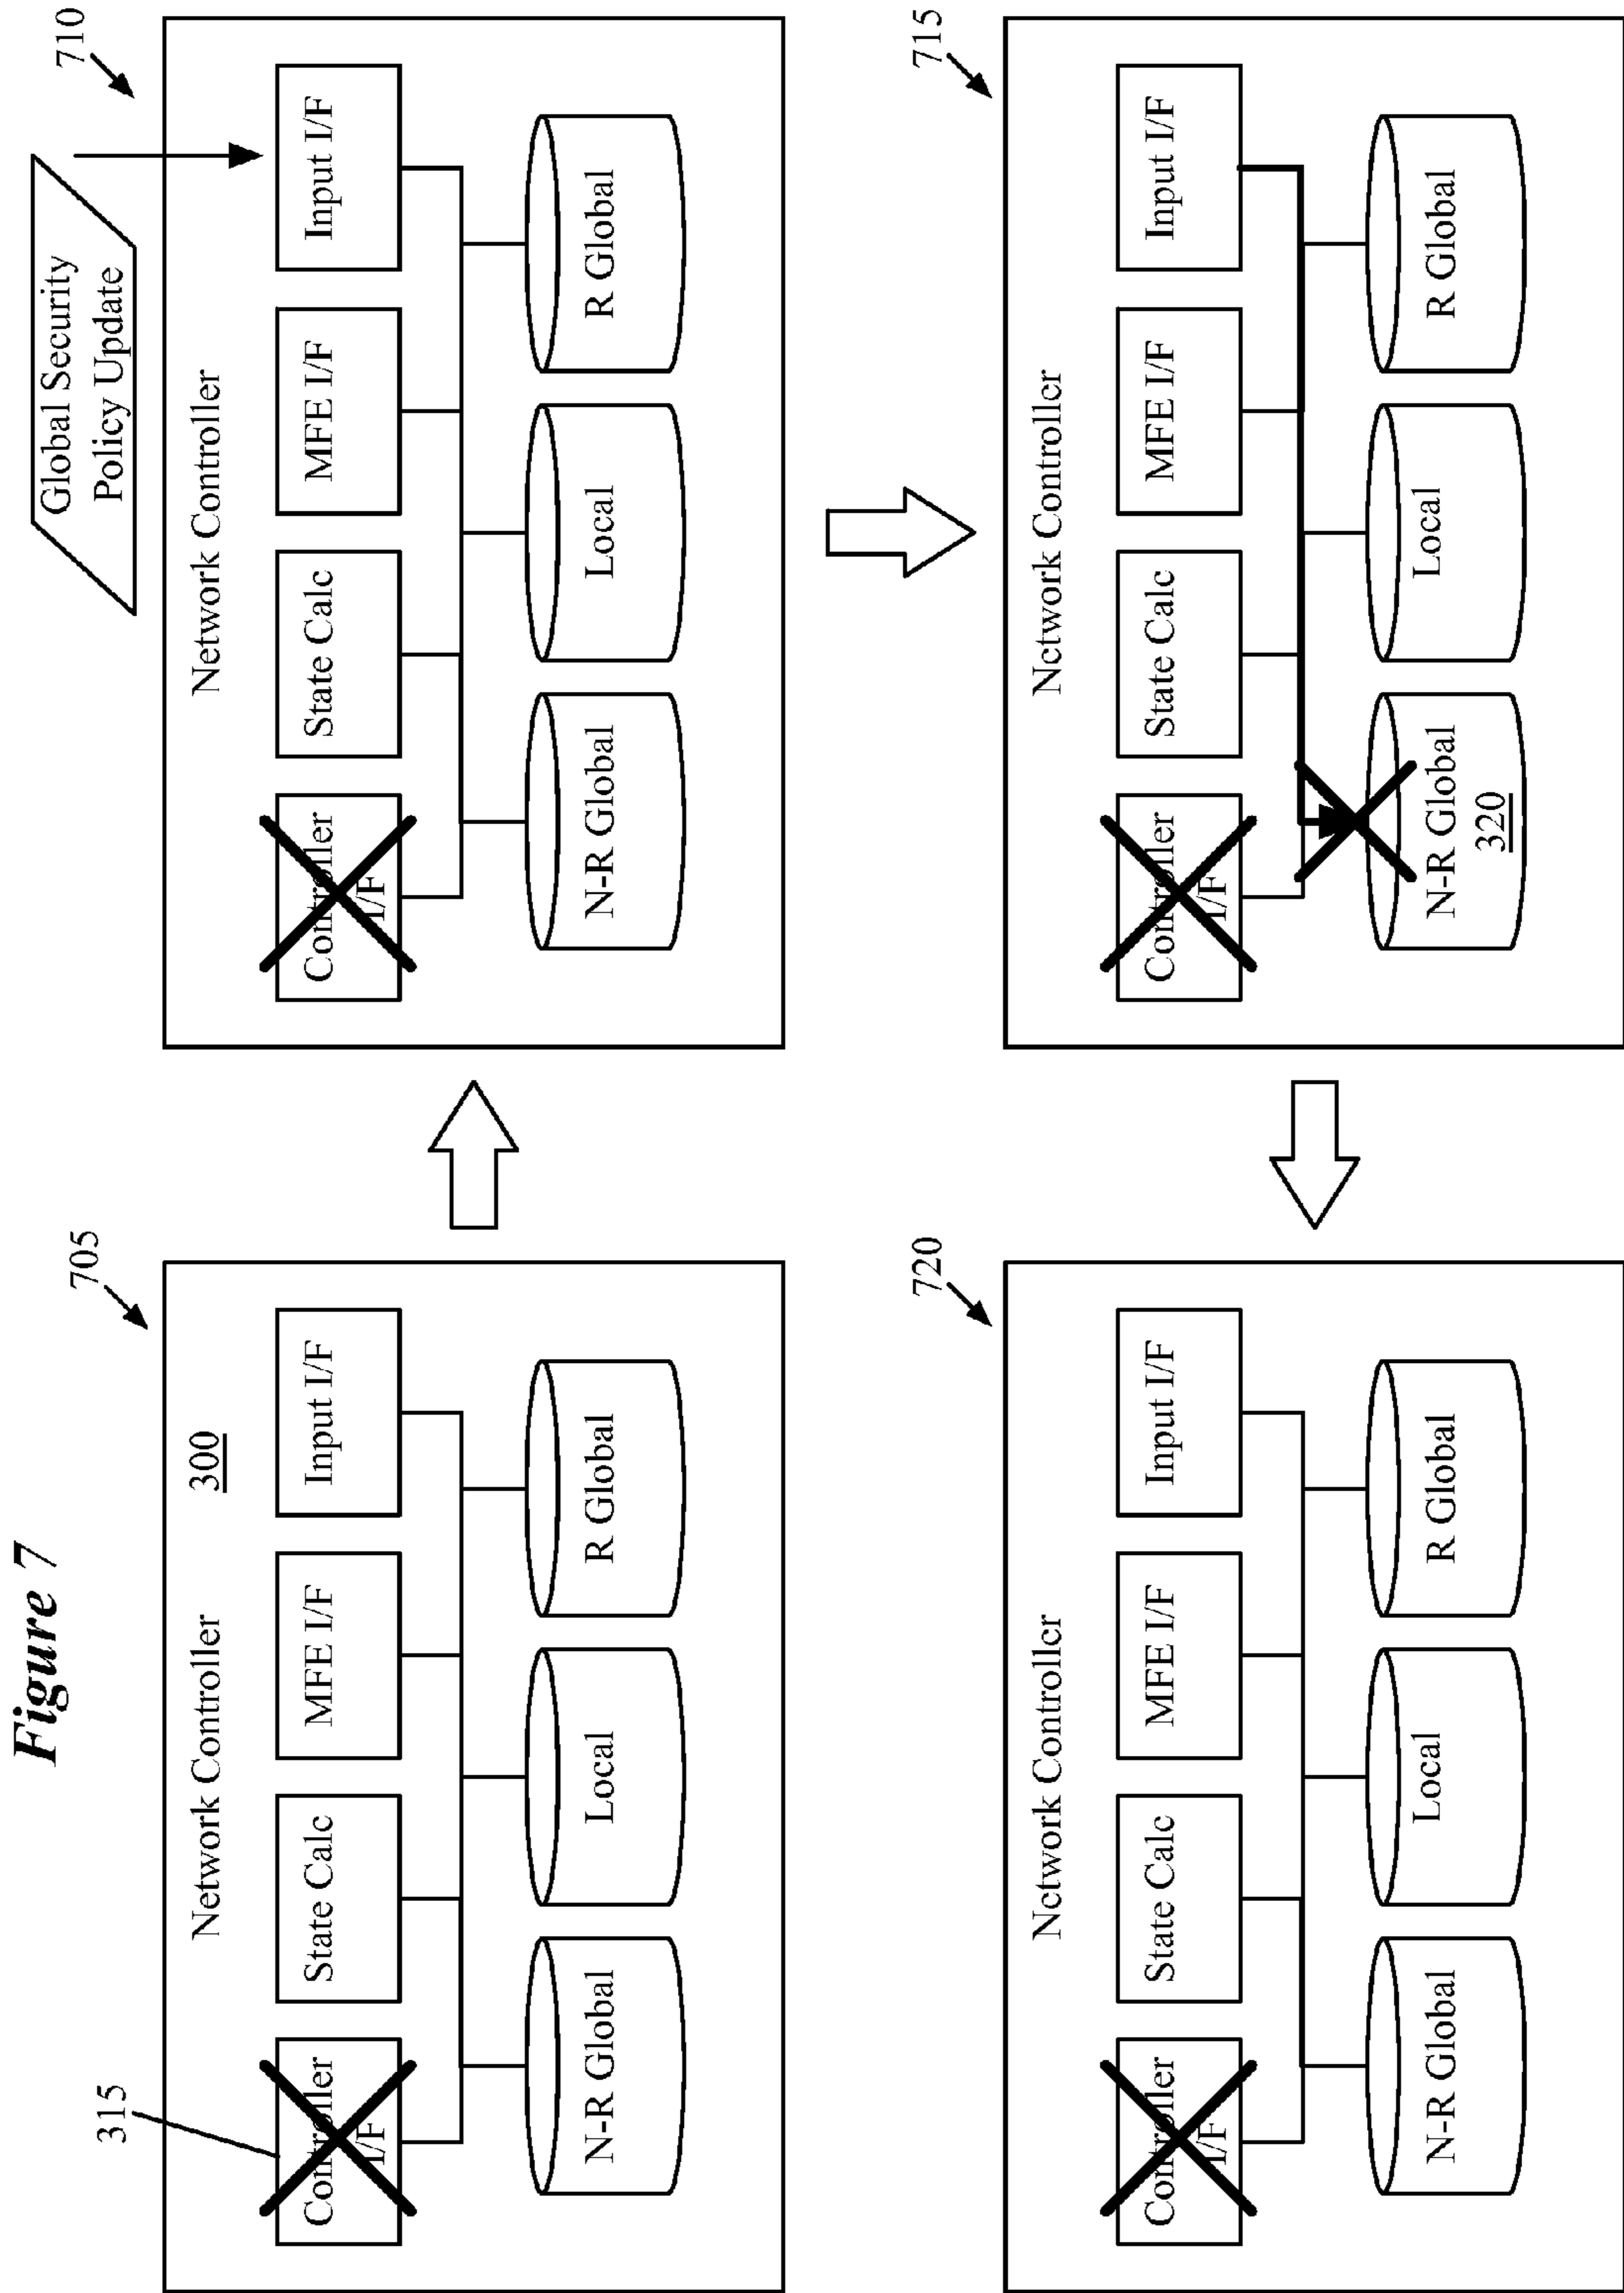 Figure 7
705
Network Controller
300
315
Controller
I/F
State Calc
MFE I/F
Input I/F
N-R Global
Local
R Global
Global Security
Policy Update
710
Network Controller
Controller
I/F
State Calc
MFE I/F
Input I/F
N-R Global
Local
R Global
720
Network Controller
Controller
I/F
State Calc
MFE I/F
Input I/F
N-R Global
Local
R Global
715
Network Controller
Controller
I/F
State Calc
MFE I/F
Input I/F
N-R Global
320
Local
R Global